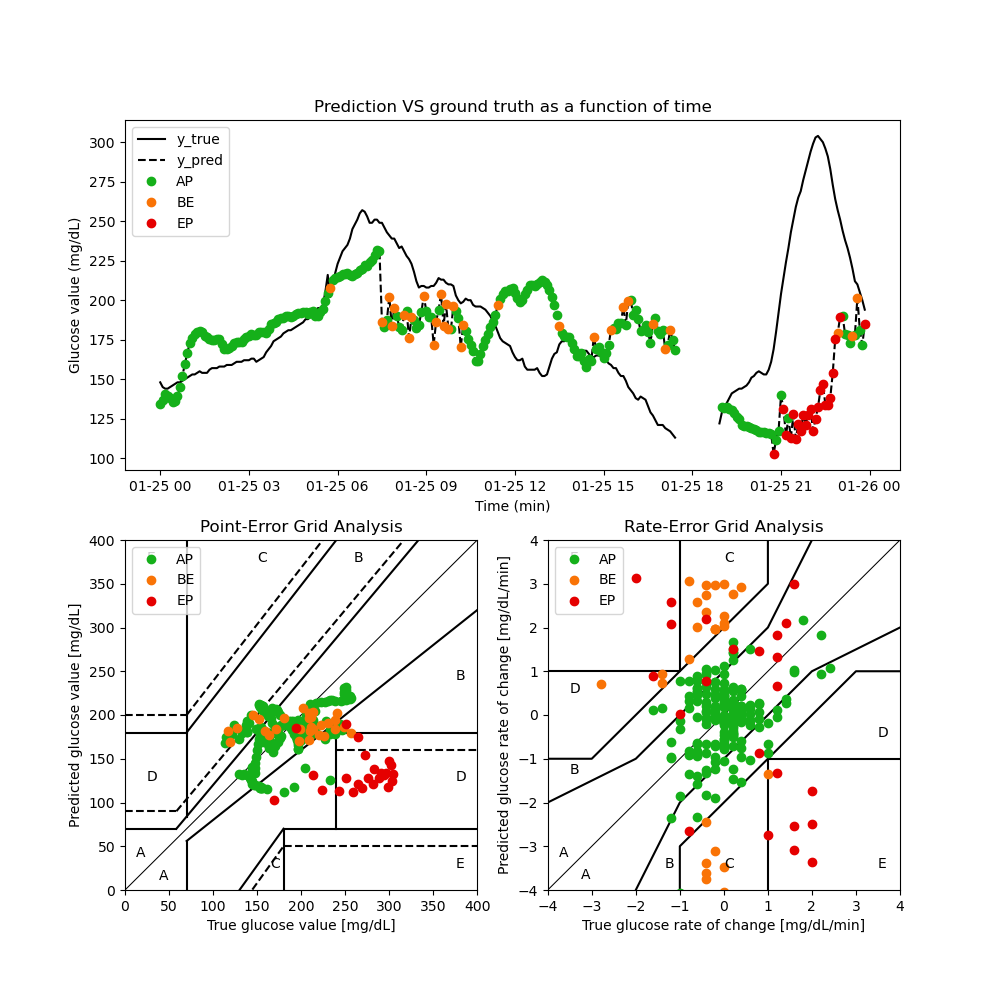 Prediction VS ground truth as a function of time
Glucose value (mg/dL)
300
275
250
225
200
175
150
125
100
y_true
y_pred
AP
BE
EP
01-25 00 01-25 03 01-25 06 01-25 09 01-25 12 01-25 15 01-25 18 01-25 21 01-26 00
Time (min)
Point-Error Grid Analysis
Predicted glucose value [mg/dL]
400
350
300
250
200
150
100
50
0
AP
BE
EP
C B
B
D D
A
A C E
0 50 100 150 200 250 300 350 400
True glucose value [mg/dL]
Rate-Error Grid Analysis
Predicted glucose rate of change [mg/dL/min]
4
3
2
1
0
−1
−2
−3
−4
AP
BE
EP
C
D
D
B
A
A B C E
−4 −3 −2 −1 0 1 2 3 4
True glucose rate of change [mg/dL/min]